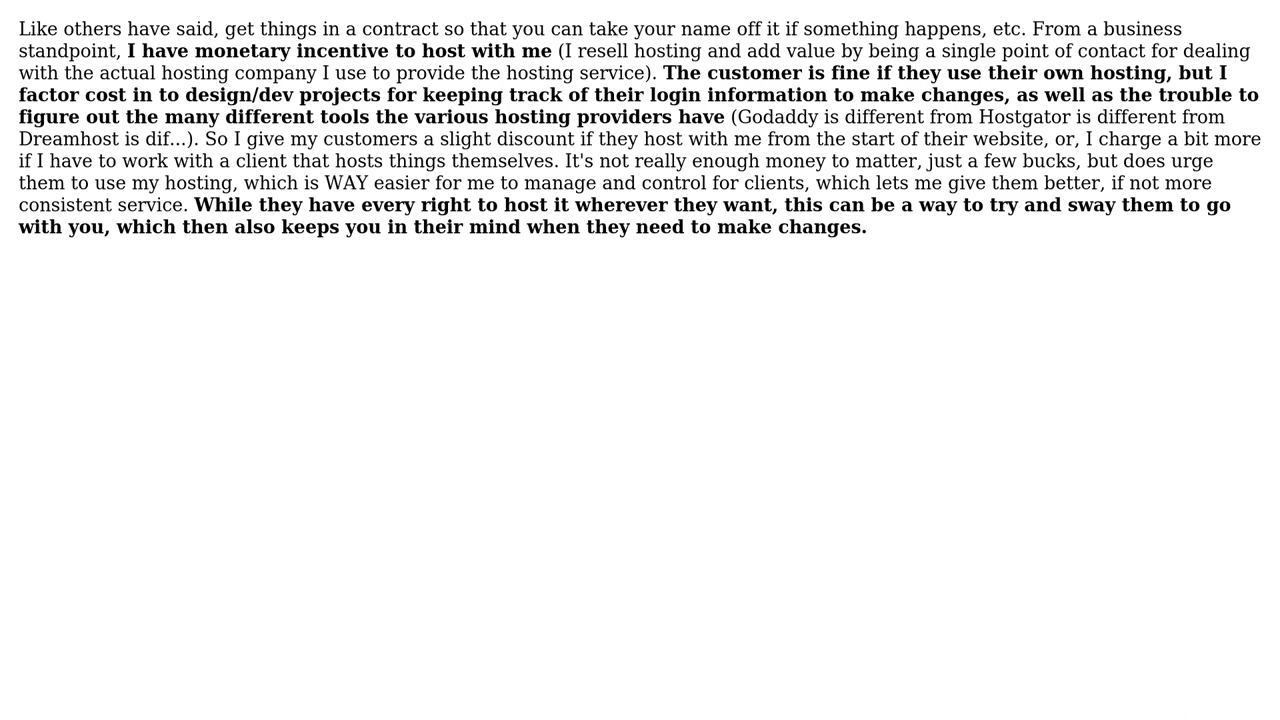 Like others have said, get things in a contract so that you can take your name off it if something happens, etc. From a business
standpoint, I have monetary incentive to host with me (I resell hosting and add value by being a single point of contact for dealing
with the actual hosting company I use to provide the hosting service). The customer is fine if they use their own hosting, but I
factor cost in to design/dev projects for keeping track of their login information to make changes, as well as the trouble to
figure out the many different tools the various hosting providers have (Godaddy is different from Hostgator is different from
Dreamhost is dif...). So I give my customers a slight discount if they host with me from the start of their website, or, I charge a bit more
if I have to work with a client that hosts things themselves. It's not really enough money to matter, just a few bucks, but does urge
them to use my hosting, which is WAY easier for me to manage and control for clients, which lets me give them better, if not more
consistent service. While they have every right to host it wherever they want, this can be a way to try and sway them to go
with you, which then also keeps you in their mind when they need to make changes.